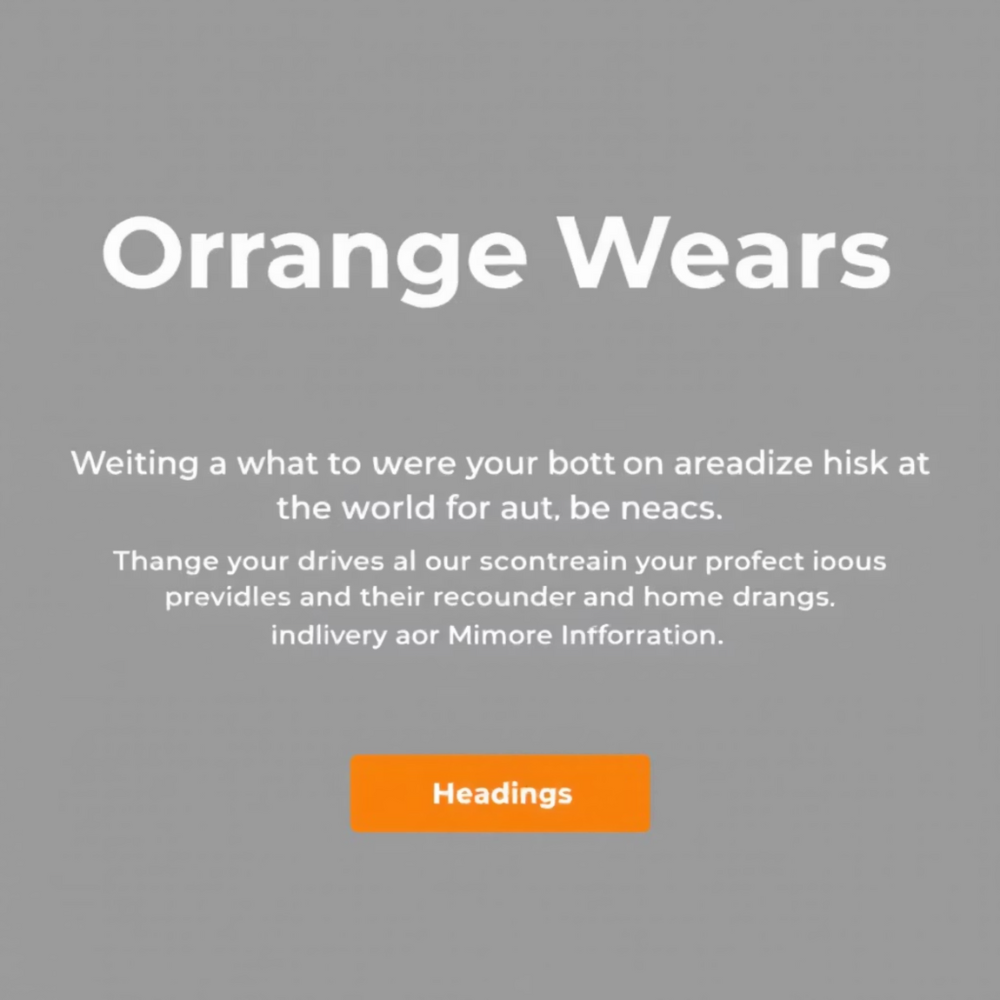 Orrange Wears
Weiting a what to were your bott on areadize hisk at
the world for aut, be neacs.
Thange your drives al our scontreain your profect ioous
previdles and their recounder and home drangs.
indlivery aor Mimore Infforration.
Headings